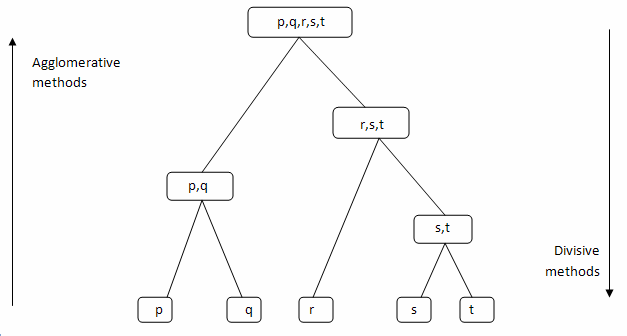 p,q,r,s,t
Agglomerative
methods
r,s,t
p,q
s,t
Divisive
methods
p
q
r
s
t